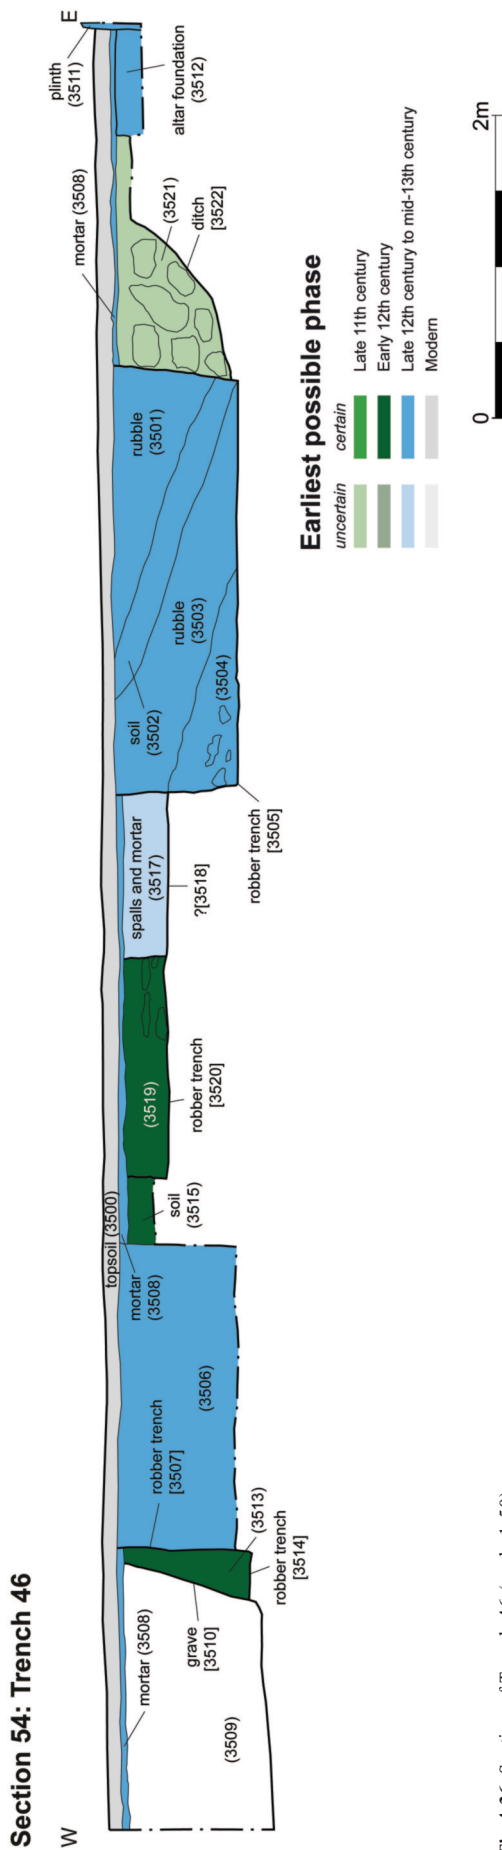 Section 54: Trench 46
W
E
mortar (3508)
(3509)
grave
[3510]
(3513)
robber trench
[3514]
robber trench
[3507]
(3506)
topsoil (3500)
mortar
(3508)
soil
(3515)
(3519)
robber trench
[3520]
spalls and mortar
(3517)
?[3518]
robber trench
[3505]
soil
(3502)
(3504)
rubble
(3503)
rubble
(3501)
mortar (3508)
(3521)
ditch
[3522]
plinth
(3511)
altar foundation
(3512)
Earliest possible phase
uncertain certain
Late 11th century
Early 12th century
Late 12th century to mid-13th century
Modern
0 2m